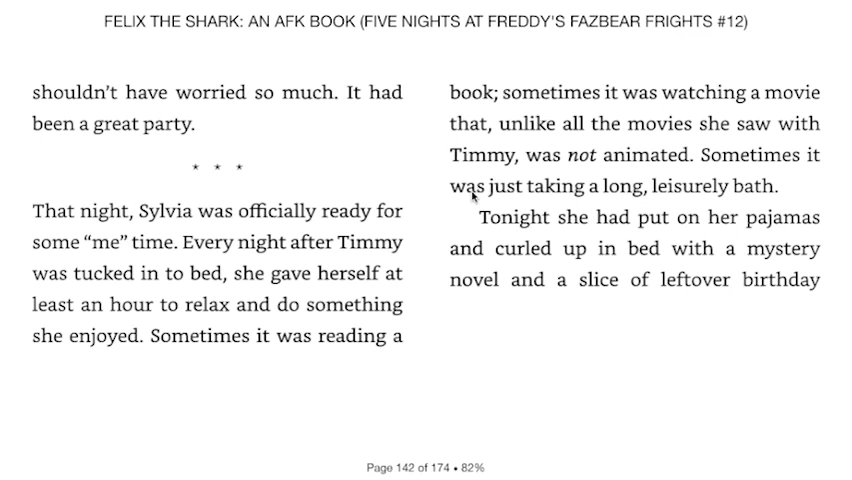 FELIX THE SHARK: AN AFK BOOK (FIVE NIGHTS AT FREDDY'S FAZBEAR FRIGHTS #12)
shouldn't have worried so much. It had
been a great party.
* * *
That night, Sylvia was officially ready for
some “me” time. Every night after Timmy
was tucked in to bed, she gave herself at
least an hour to relax and do something
she enjoyed. Sometimes it was reading a
book; sometimes it was watching a movie
that, unlike all the movies she saw with
Timmy, was not animated. Sometimes it
was just taking a long, leisurely bath.
Tonight she had put on her pajamas
and curled up in bed with a mystery
novel and a slice of leftover birthday
Page 142 of 174 • 82%